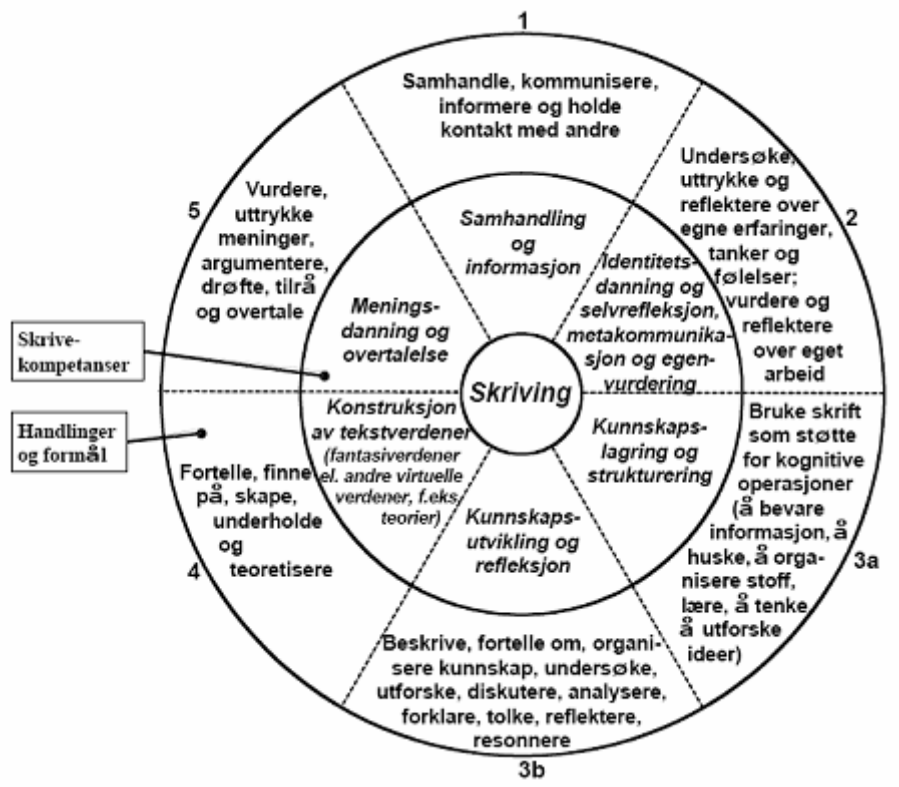 1
Samhandle, kommunisere,
informere og holde
kontakt med andre
Undersøke,
uttrykke og
reflektere over
egne erfaringer,
tanker og
følelser;
vurdere og
reflektere
over eget
arbeid
2
Bruke skrift
som støtte
for kognitive
operasjoner
(å bevare
informasjon, å
huske, å orga-
nisere stoff,
lære, å tenke
å utforske
ideer)
3a
Beskrive, fortelle om, organi-
sere kunnskap, undersøke,
utforske, diskutere, analysere,
forklare, tolke, reflektere,
resonnere
3b
Fortelle, finne
på, skape,
underholde
og
teoretisere
4
Vurdere,
uttrykke
meninger,
argumentere,
drøfte, tilrå
og overtale
5
Samhandling
og
informasjon
Identitets-
danning og
selvrefleksjon,
metakommunika-
sjon og egen-
vurdering
Kunnskaps-
lagring og
strukturering
Kunnskaps-
utvikling og
refleksjon
Konstruksjon
av tekstverdener
(fantasiverdener
el. andre virtuelle
verdener, f.eks.
teorier)
Menings-
danning og
overtalelse
Skriving
Skrive-
kompetanser
Handlinger
og formål